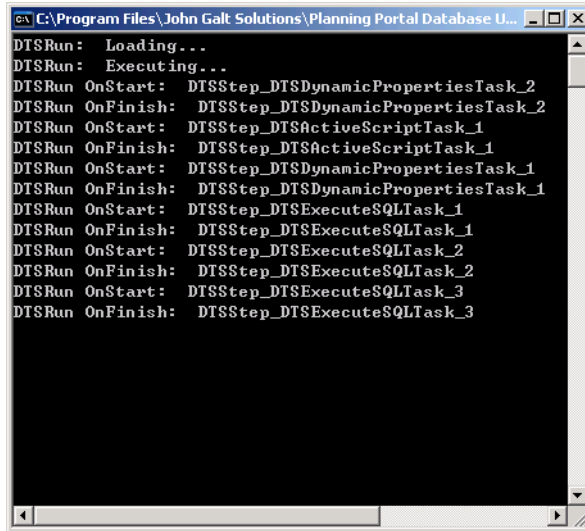 C:\Program Files\John Galt Solutions\Planning Portal Database U...
DTSRun:  Loading...
DTSRun:  Executing...
DTSRun OnStart:  DTSStep_DTSDynamicPropertiesTask_2
DTSRun OnFinish:  DTSStep_DTSDynamicPropertiesTask_2
DTSRun OnStart:  DTSStep_DTSActiveScriptTask_1
DTSRun OnFinish:  DTSStep_DTSActiveScriptTask_1
DTSRun OnStart:  DTSStep_DTSDynamicPropertiesTask_1
DTSRun OnFinish:  DTSStep_DTSDynamicPropertiesTask_1
DTSRun OnStart:  DTSStep_DTSExecuteSQLTask_1
DTSRun OnFinish:  DTSStep_DTSExecuteSQLTask_1
DTSRun OnStart:  DTSStep_DTSExecuteSQLTask_2
DTSRun OnFinish:  DTSStep_DTSExecuteSQLTask_2
DTSRun OnStart:  DTSStep_DTSExecuteSQLTask_3
DTSRun OnFinish:  DTSStep_DTSExecuteSQLTask_3